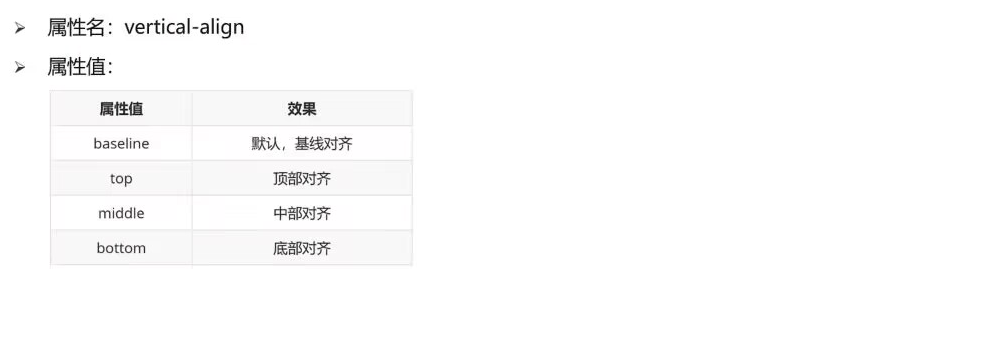 属性名：vertical-align
属性值：
属性值 效果
baseline 默认，基线对齐
top 顶部对齐
middle 中部对齐
bottom 底部对齐